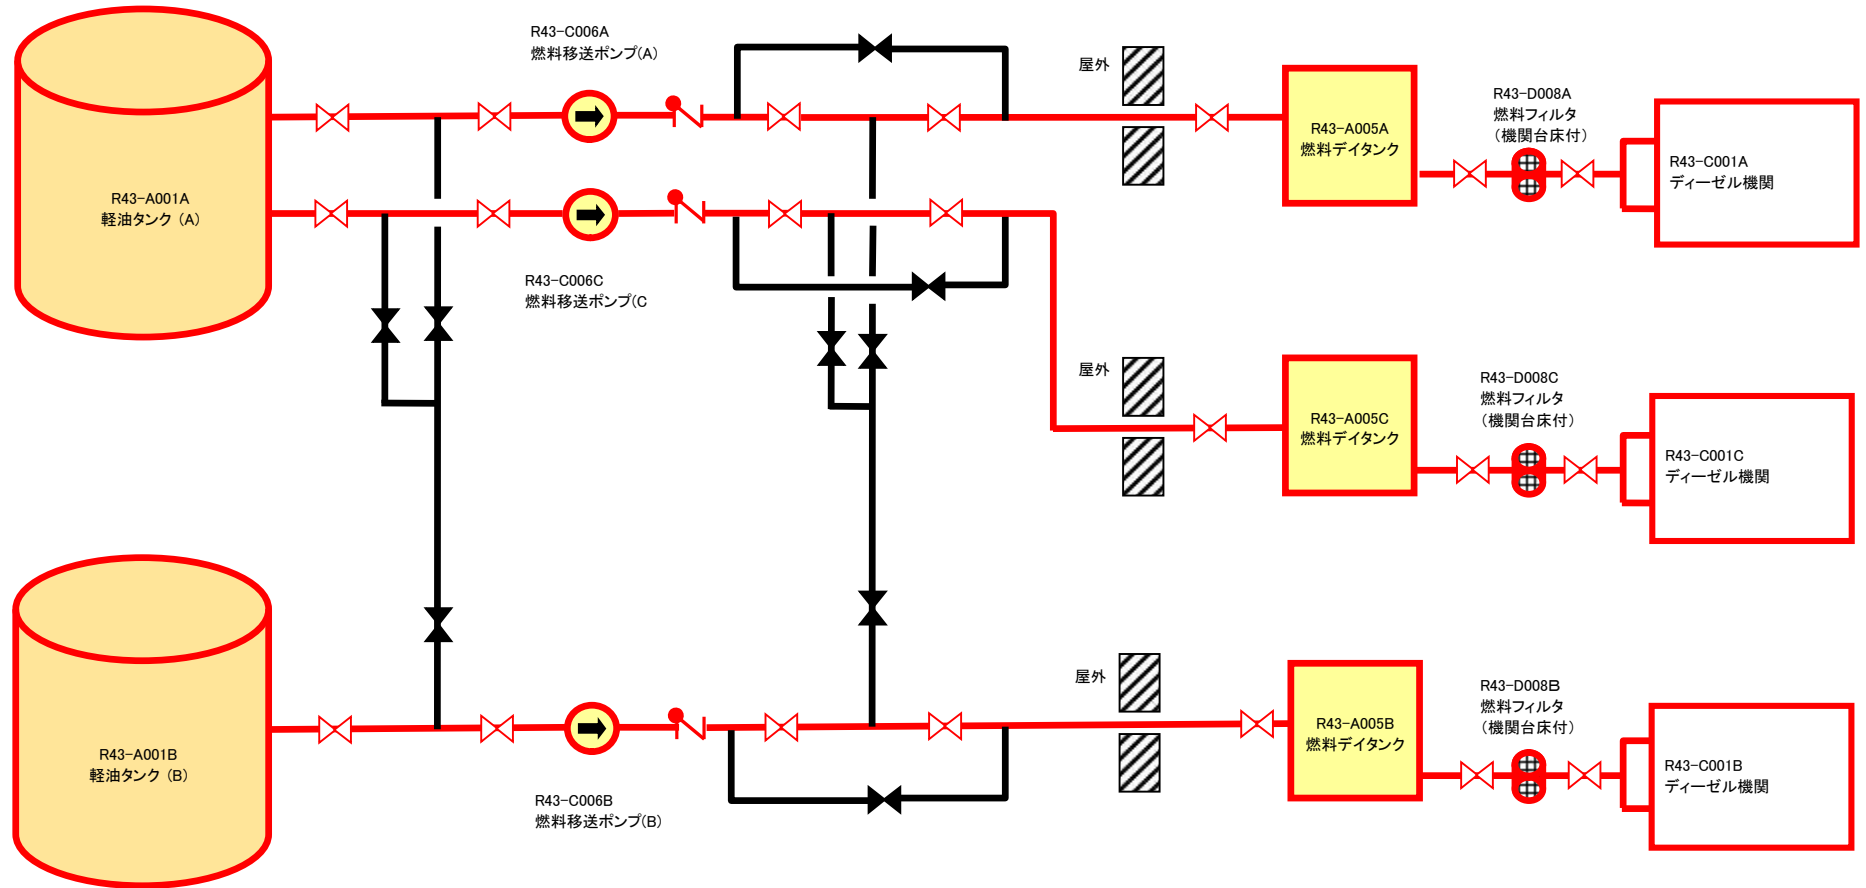 R43-C006A
燃料移送ポンプ(A)
屋外
R43-D008A
燃料フィルタ
（機関台床付）
R43-A005A
燃料デイタンク
R43-C001A
ディーゼル機関
R43-A001A
軽油タンク (A)
R43-C006C
燃料移送ポンプ(C
屋外
R43-D008C
燃料フィルタ
（機関台床付）
R43-A005C
燃料デイタンク
R43-C001C
ディーゼル機関
屋外
R43-D008B
燃料フィルタ
（機関台床付）
R43-A005B
燃料デイタンク
R43-A001B
軽油タンク (B)
R43-C001B
ディーゼル機関
R43-C006B
燃料移送ポンプ(B)